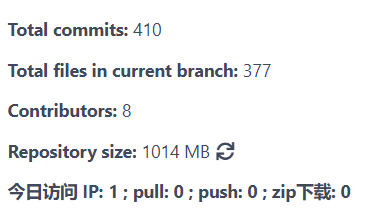 Total commits: 410
Total files in current branch: 377
Contributors: 8
Repository size: 1014 MB
今日访问 IP: 1 ; pull: 0 ; push: 0 ; zip下载: 0